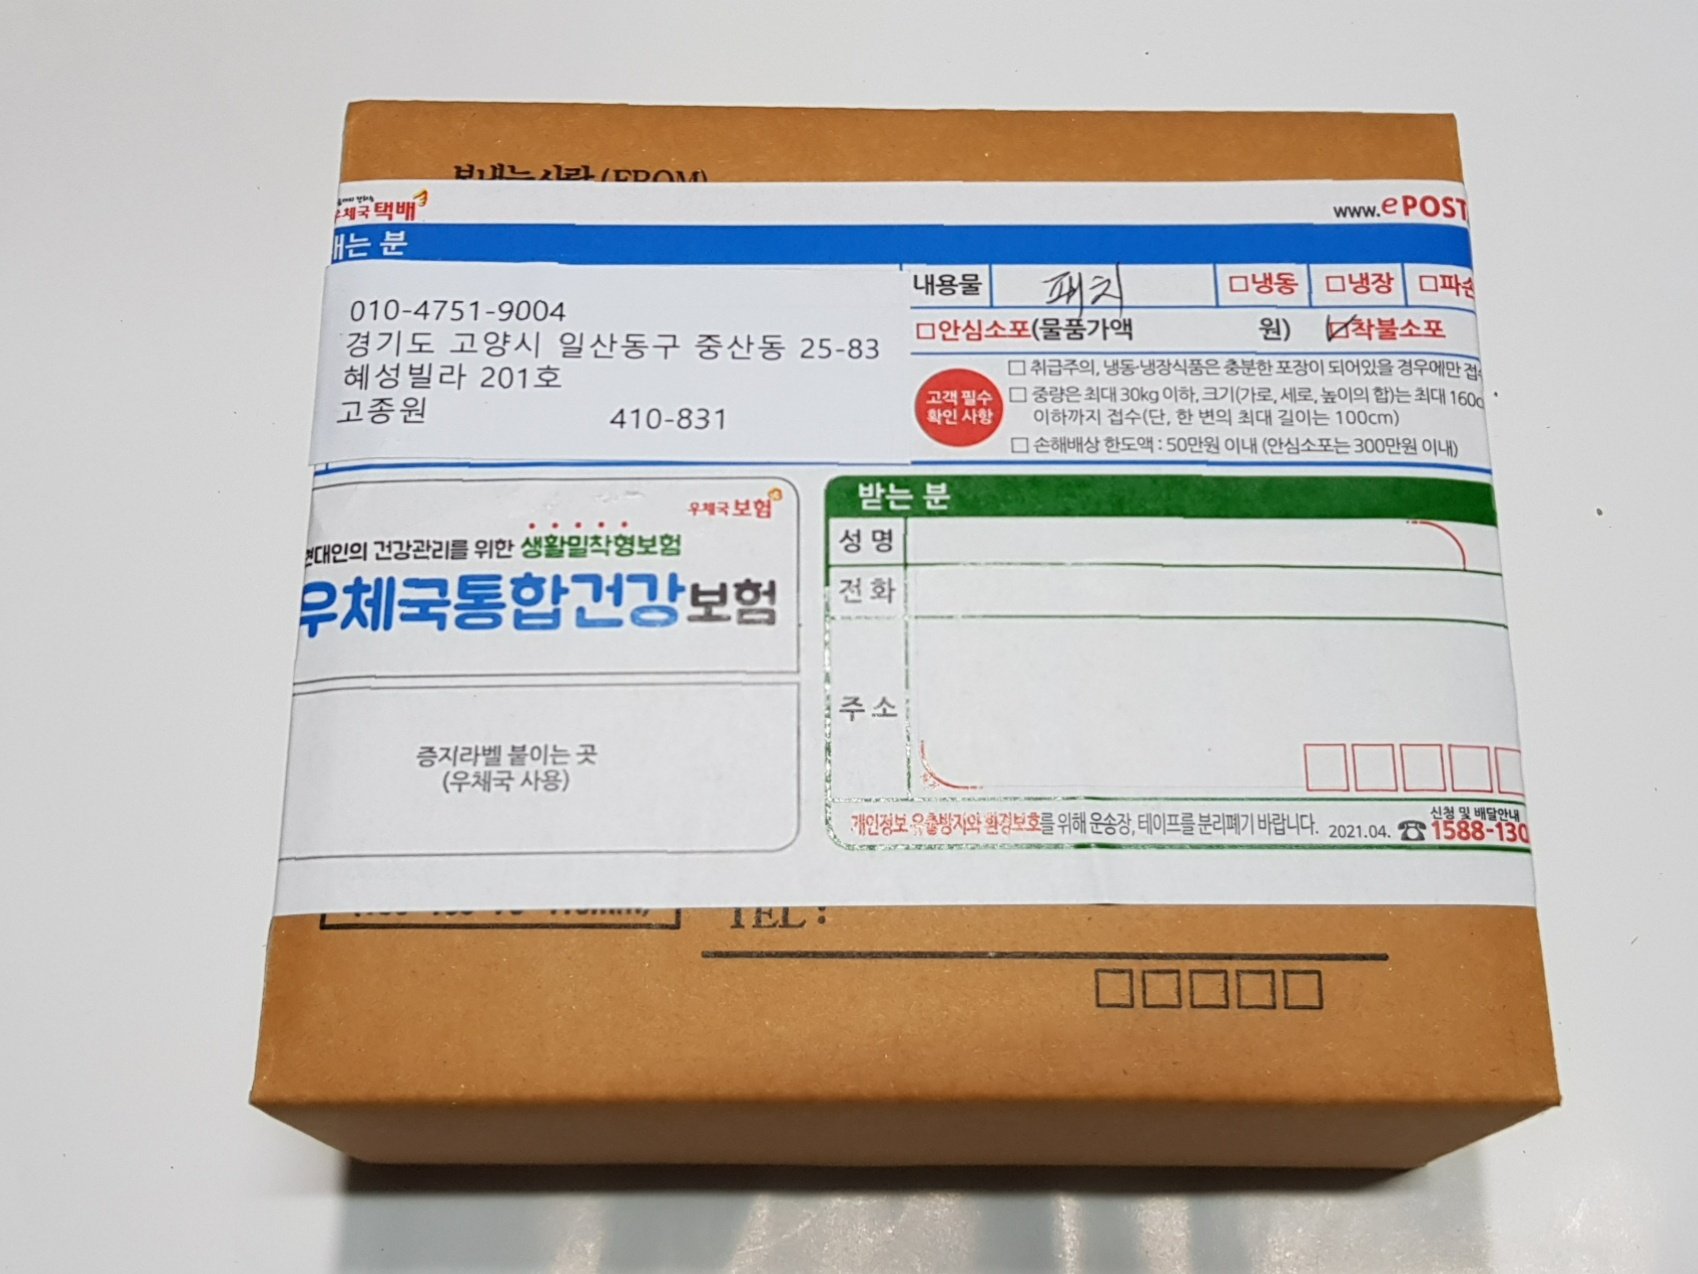 보내는사람 (FROM)
우체국 택배
www.ePOST
내는 분
010-4751-9004
경기도 고양시 일산동구 중산동 25-83
혜성빌라 201호
고종원 410-831
내용물 패치 □냉동 □냉장 □파손
□안심소포(물품가액 원) ☑착불소포
고객 필수
확인 사항
□ 취급주의, 냉동·냉장식품은 충분한 포장이 되어있을 경우에만 접
□ 중량은 최대 30kg 이하, 크기(가로, 세로, 높이의 합)는 최대 160c
이하까지 접수(단, 한 변의 최대 길이는 100cm)
□ 손해배상 한도액 : 50만원 이내 (안심소포는 300만원 이내)
우체국 보험
현대인의 건강관리를 위한 생활밀착형보험
우체국통합건강보험
증지라벨 붙이는 곳
(우체국 사용)
받는 분
성 명
전 화
주 소
개인정보 유출방지와 환경보호를 위해 운송장, 테이프를 분리폐기 바랍니다. 2021.04.
신청 및 배달안내
☎ 1588-130
TEL :